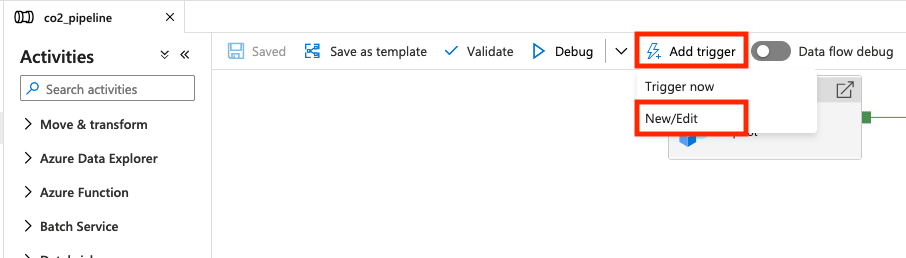 co2_pipeline
Activities
Search activities
Move & transform
Azure Data Explorer
Azure Function
Batch Service
Saved
Save as template
Validate
Debug
Add trigger
Data flow debug
Trigger now
New/Edit